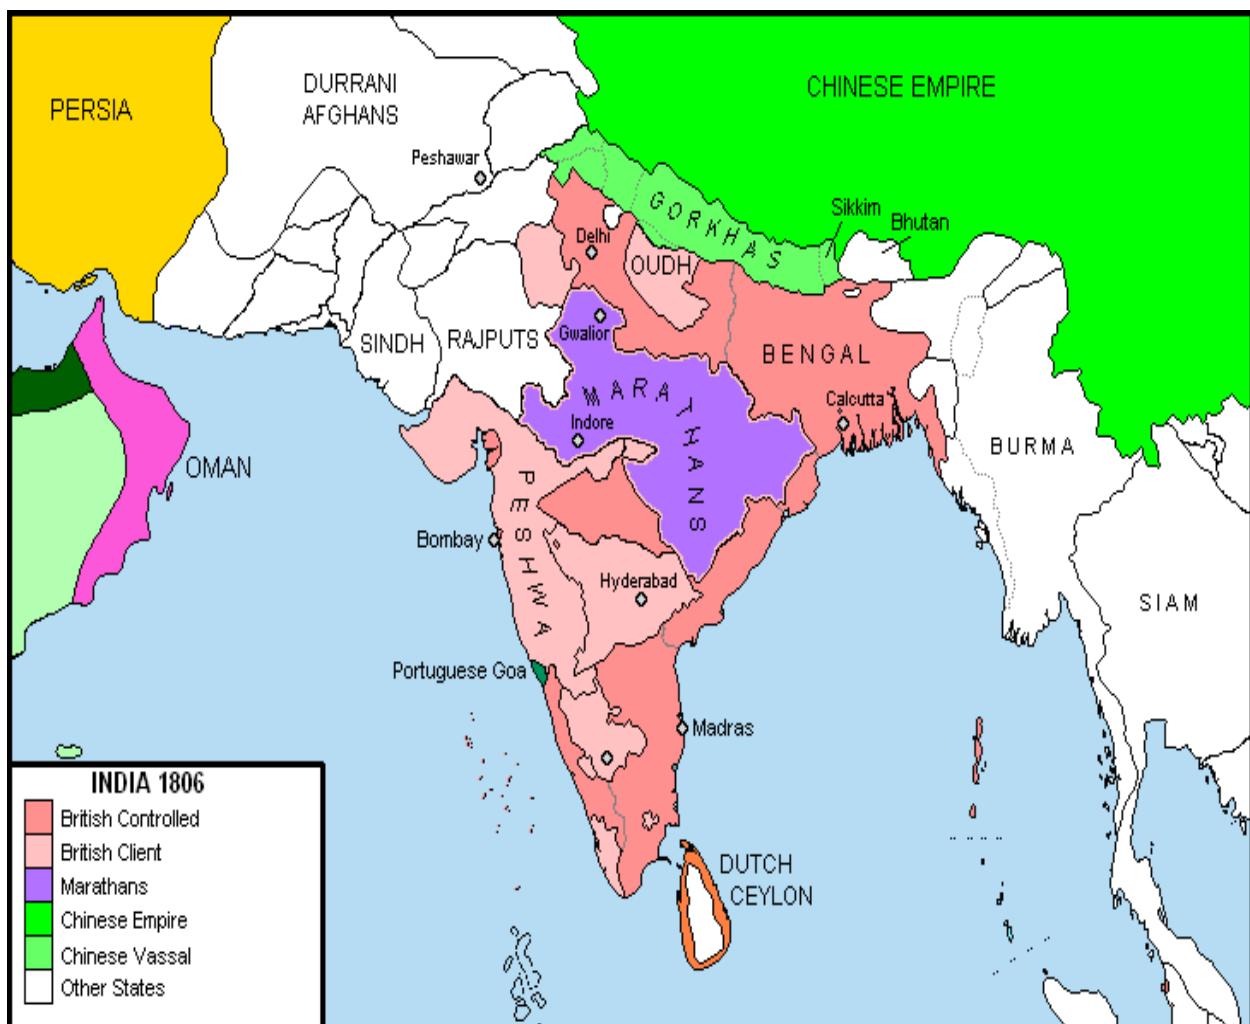 DURRANI
AFGHANS
PERSIA
CHINESE EMPIRE
Peshawar
GORKHAS
Sikkim
Bhutan
Delhi
OUDH
Gwalior
SINDH
RAJPUTS
BENGAL
MARATHANS
Calcutta
Indore
BURMA
OMAN
PESHWA
Bombay
Hyderabad
SIAM
Portuguese Goa
Madras
DUTCH
CEYLON
INDIA 1806
British Controlled
British Client
Marathans
Chinese Empire
Chinese Vassal
Other States